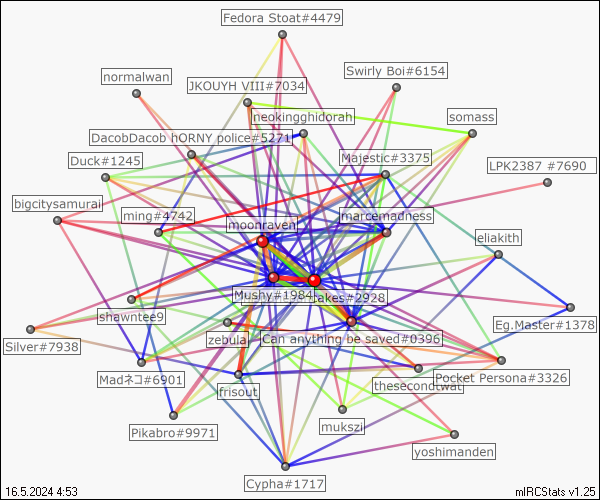 Fedora Stoat#4479
Swirly Boi#6154
normalwan
JKOUYH VIII#7034
neokingghidorah
somass
DacobDacob hORNY police#5271
Duck#1245
Majestic#3375
LPK2387 #7690
bigcitysamurai
ming#4742
marcemadness
moonraven
eliakith
Mushy#1984
takes#2928
shawntee9
Eg.Master#1378
zebula
Can anything be saved#0396
Silver#7938
Madネコ#6901
frisout
thesecondtwat
Pocket Persona#3326
mukszil
Pikabro#9971
yoshimanden
Cypha#1717
16.5.2024 4:53
mIRCStats v1.25